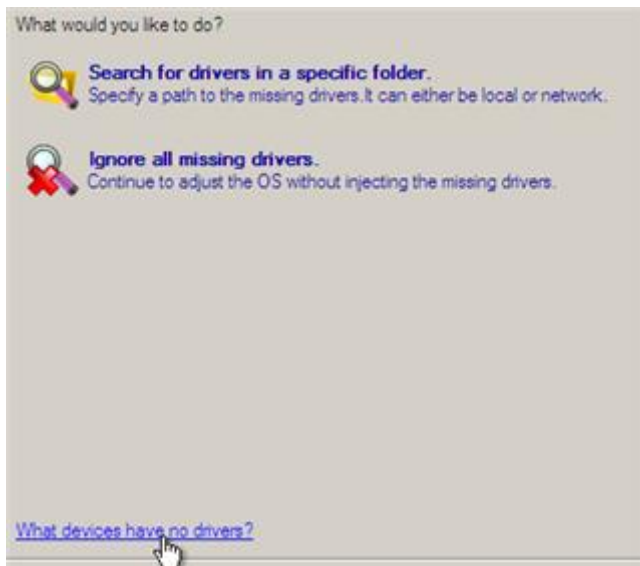 What would you like to do?
Search for drivers in a specific folder.
Specify a path to the missing drivers.It can either be local or network.
Ignore all missing drivers.
Continue to adjust the OS without injecting the missing drivers.
What devices have no drivers?